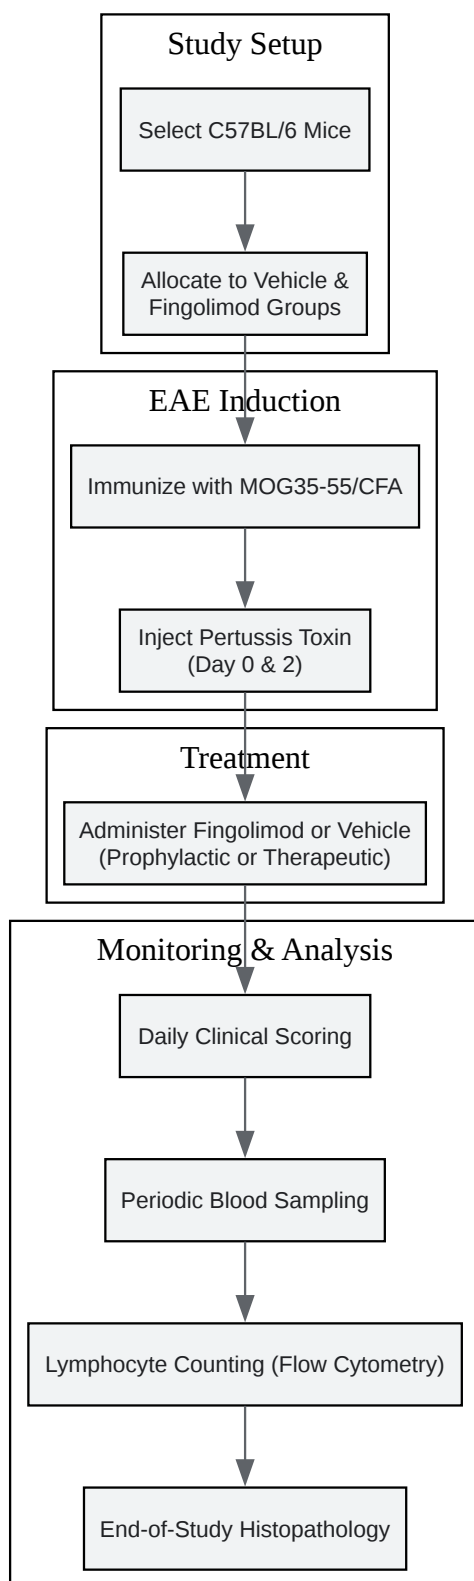 Study Setup
Select C57BL/6 Mice
Allocate to Vehicle &
Fingolimod Groups
EAE Induction
Immunize with MOG35-55/CFA
Inject Pertussis Toxin
(Day 0 & 2)
Treatment
Administer Fingolimod or Vehicle
(Prophylactic or Therapeutic)
Monitoring & Analysis
Daily Clinical Scoring
Periodic Blood Sampling
Lymphocyte Counting (Flow Cytometry)
End-of-Study Histopathology